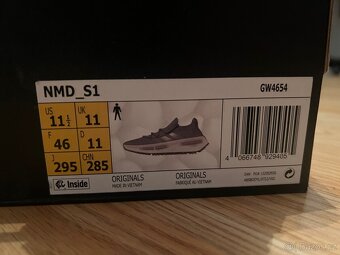 NMD_S1
GW4654
US 11½ UK 11
F 46 D 11
J 295 CHN 285
Inside
ORIGINALS ORIGINALS
MADE IN VIETNAM FABRIQUE AU VIETNAM
4 066748 929405